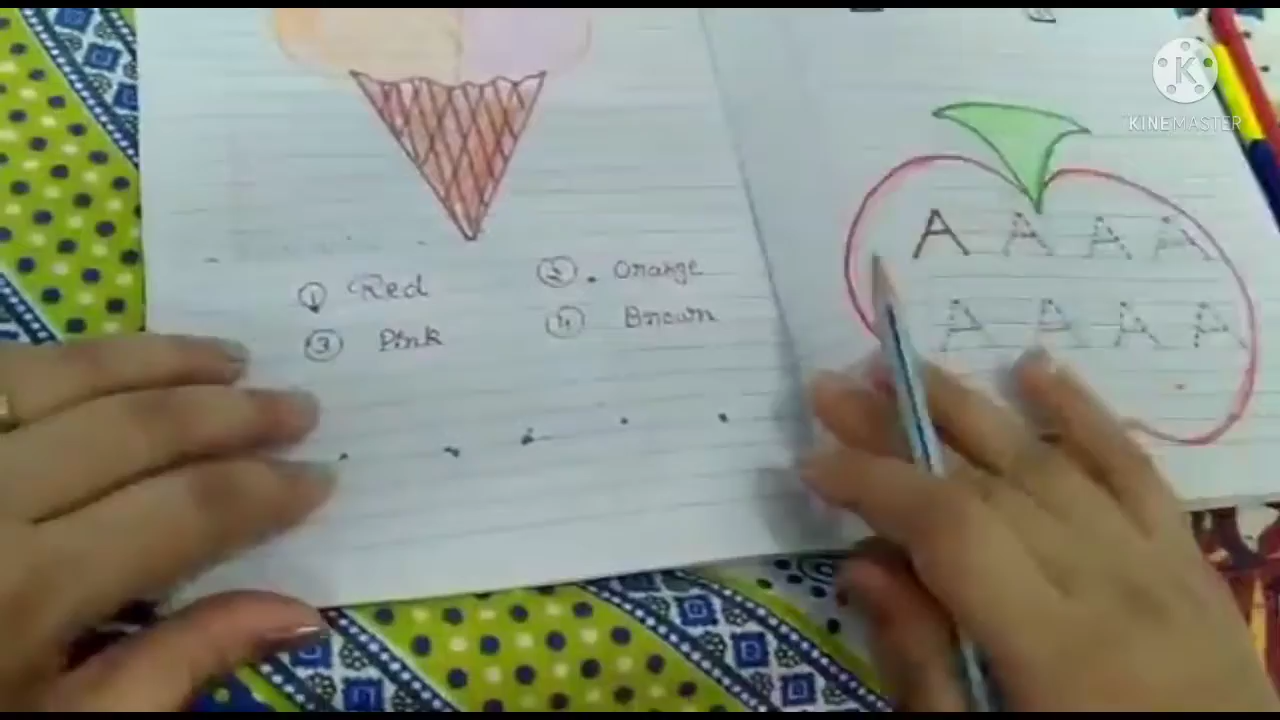 ① Red ② . Orange
③ Pink ④ Brown
A A A A
A A A A
K
KINEMASTER